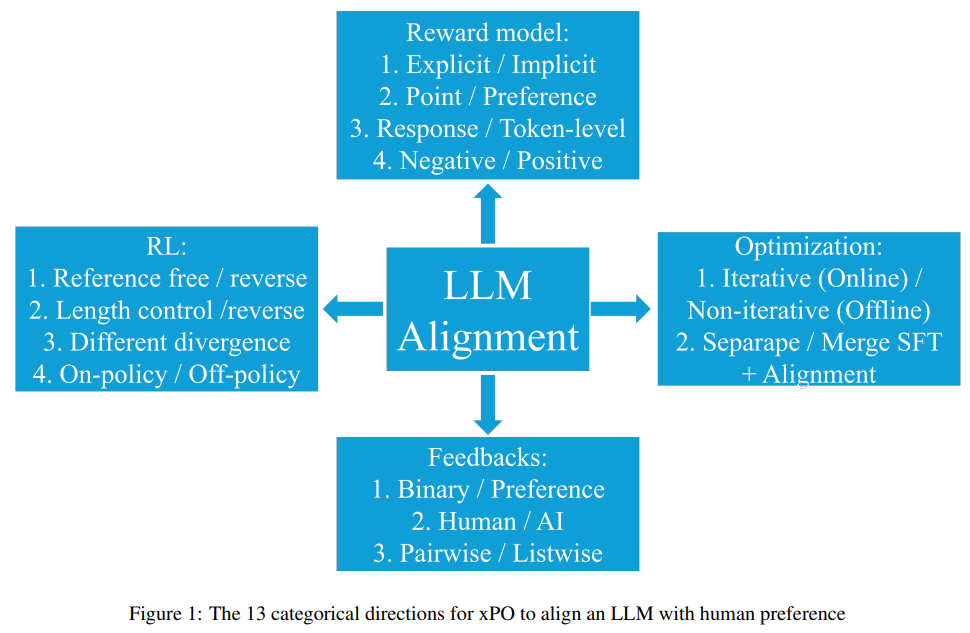 Reward model:
1. Explicit / Implicit
2. Point / Preference
3. Response / Token-level
4. Negative / Positive
RL:
1. Reference free / reverse
2. Length control /reverse
3. Different divergence
4. On-policy / Off-policy
LLM
Alignment
Optimization:
1. Iterative (Online) /
Non-iterative (Offline)
2. Separape / Merge SFT
+ Alignment
Feedbacks:
1. Binary / Preference
2. Human / AI
3. Pairwise / Listwise
Figure 1: The 13 categorical directions for xPO to align an LLM with human preference